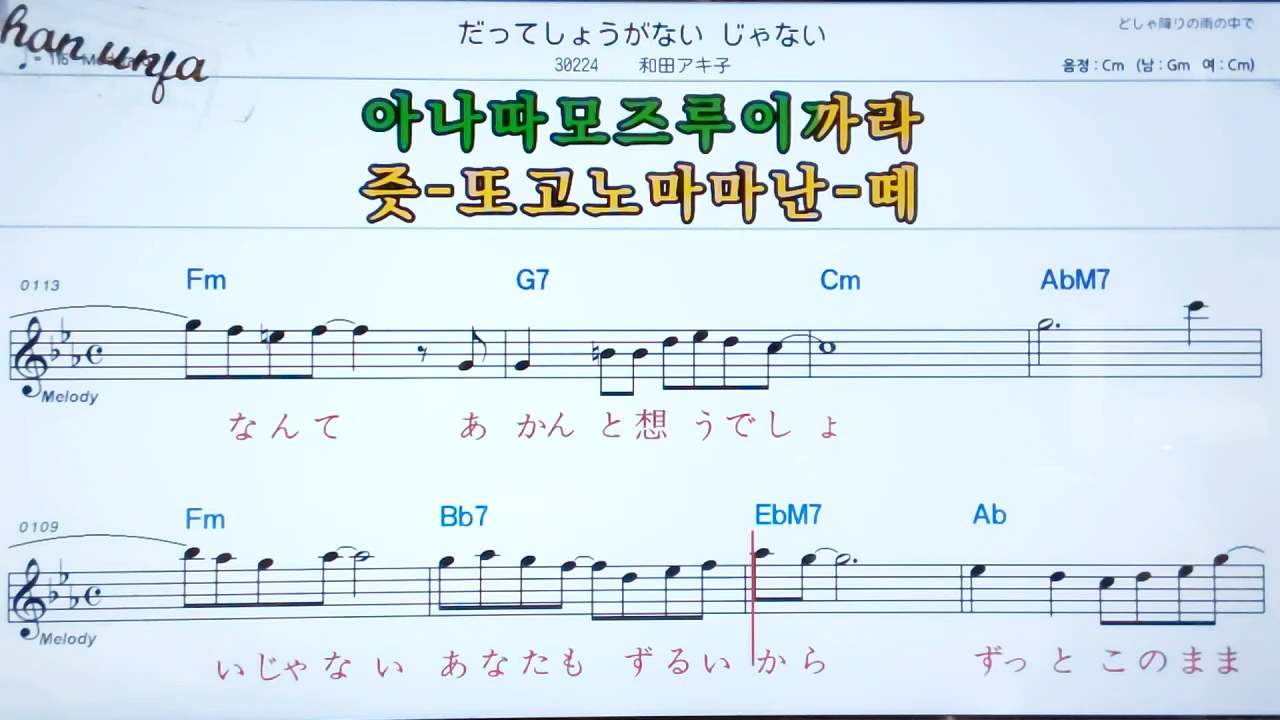 han unfa
だってしょうがない じゃない
どしゃ降りの雨の中で
30224 和田アキ子
음정 : Cm (남 : Gm 여 : Cm)
아나따모즈루이까라
즛-또고노마마난-떼
0113 Fm G7 Cm AbM7
Melody
なんて あ かん と想 うでし ょ
0109 Fm Bb7 EbM7 Ab
Melody
いじゃ な い あ な た も ず る い か ら ずっ と こ の ま ま